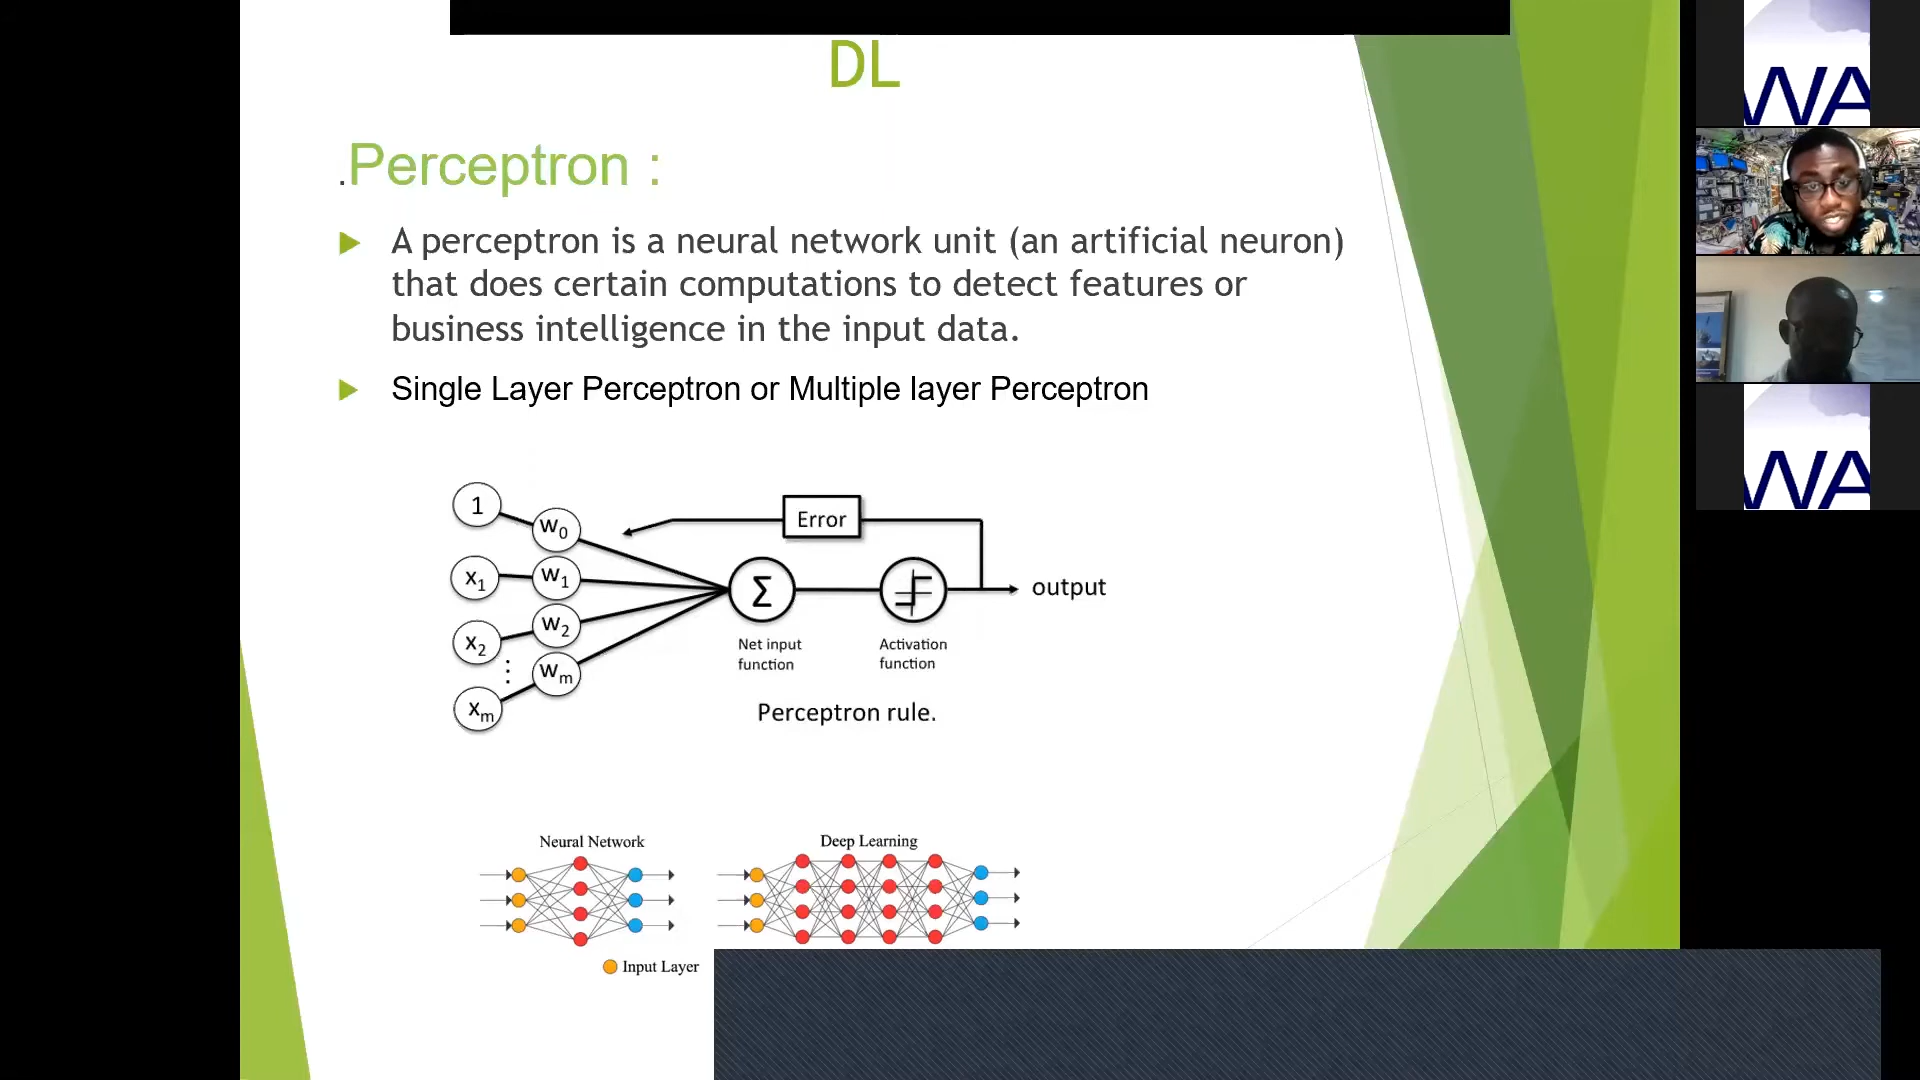 DL
.Perceptron :
A perceptron is a neural network unit (an artificial neuron)
that does certain computations to detect features or
business intelligence in the input data.
Single Layer Perceptron or Multiple layer Perceptron
1
w0
x1
w1
x2
w2
⋮
xm
wm
Error
Σ
output
Net input
function
Activation
function
Perceptron rule.
Neural Network
Deep Learning
Input Layer
WA
WA